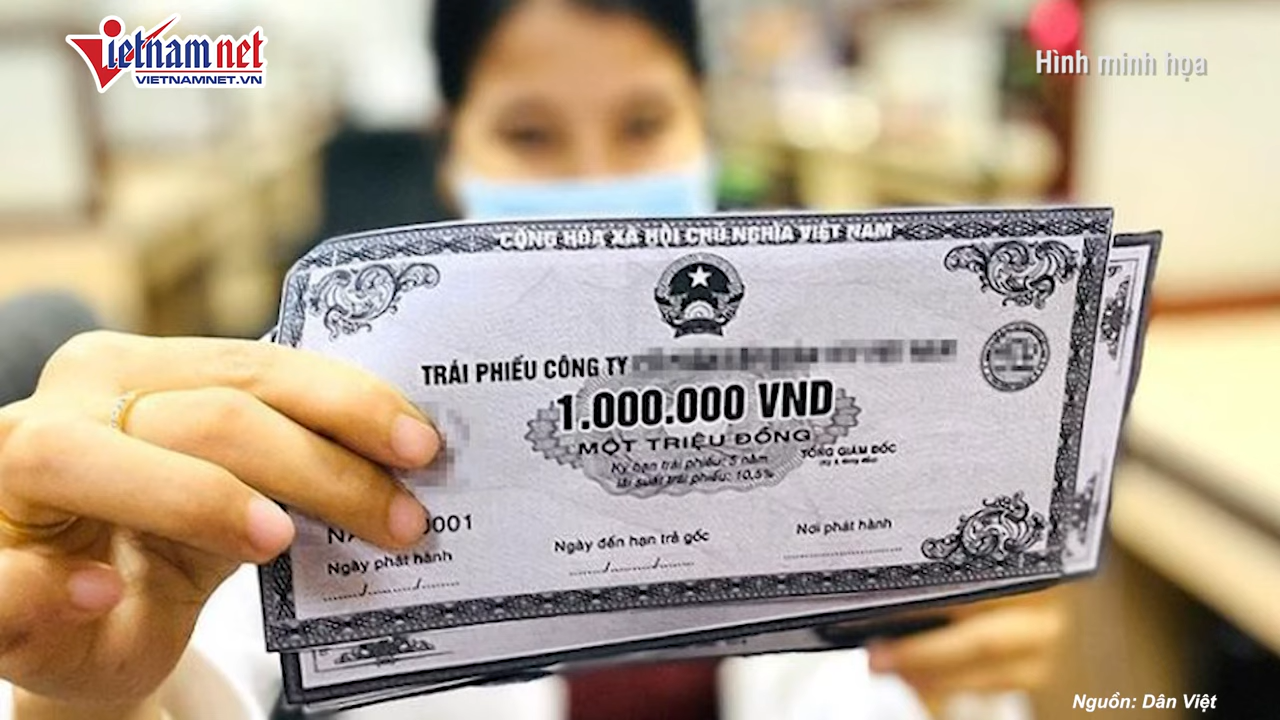 Vietnamnet
VIETNAMNET.VN
Hình minh họa
CỘNG HÒA XÃ HỘI CHỦ NGHĨA VIỆT NAM
TRÁI PHIẾU CÔNG TY
1.000.000 VND
MỘT TRIỆU ĐỒNG
Kỳ hạn trái phiếu: 5 năm
lãi suất trái phiếu: 10,5%
TỔNG GIÁM ĐỐC
0001
Ngày phát hành
Ngày đến hạn trả gốc
Nơi phát hành
....../....../......
....../....../......
Nguồn: Dân Việt